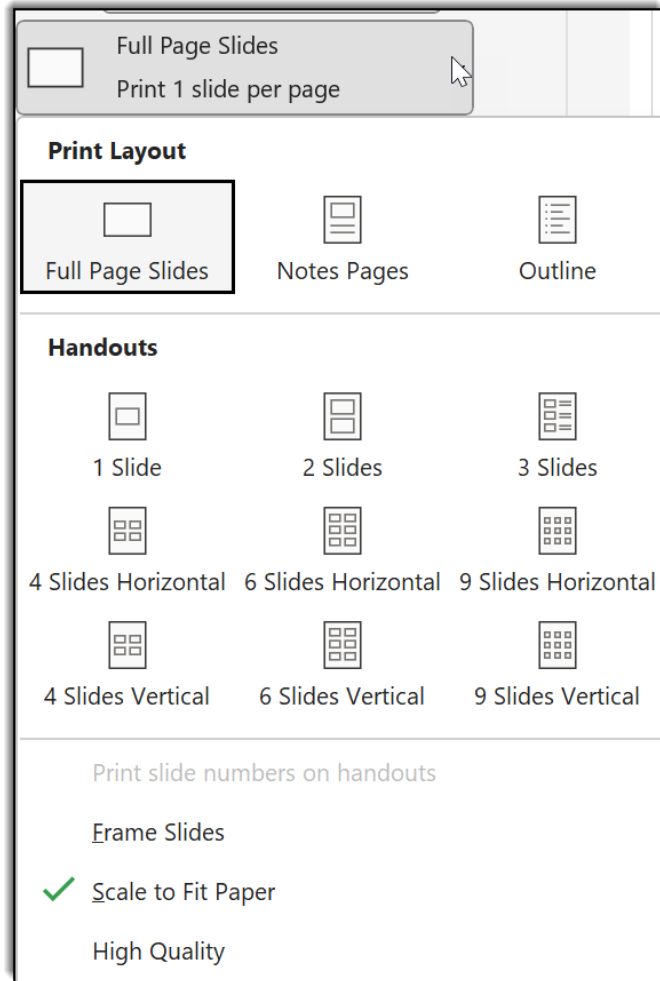 Full Page Slides
Print 1 slide per page
Print Layout
Full Page Slides Notes Pages Outline
Handouts
1 Slide 2 Slides 3 Slides
4 Slides Horizontal 6 Slides Horizontal 9 Slides Horizontal
4 Slides Vertical 6 Slides Vertical 9 Slides Vertical
Print slide numbers on handouts
Frame Slides
Scale to Fit Paper
High Quality